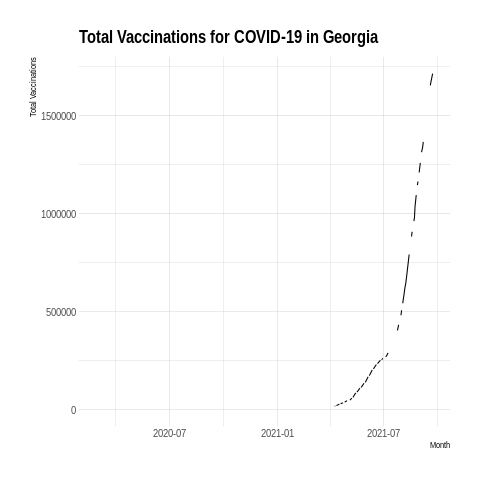 Total Vaccinations for COVID-19 in Georgia
Total Vaccinations
1500000
1000000
500000
0
2020-07 2021-01 2021-07
Month